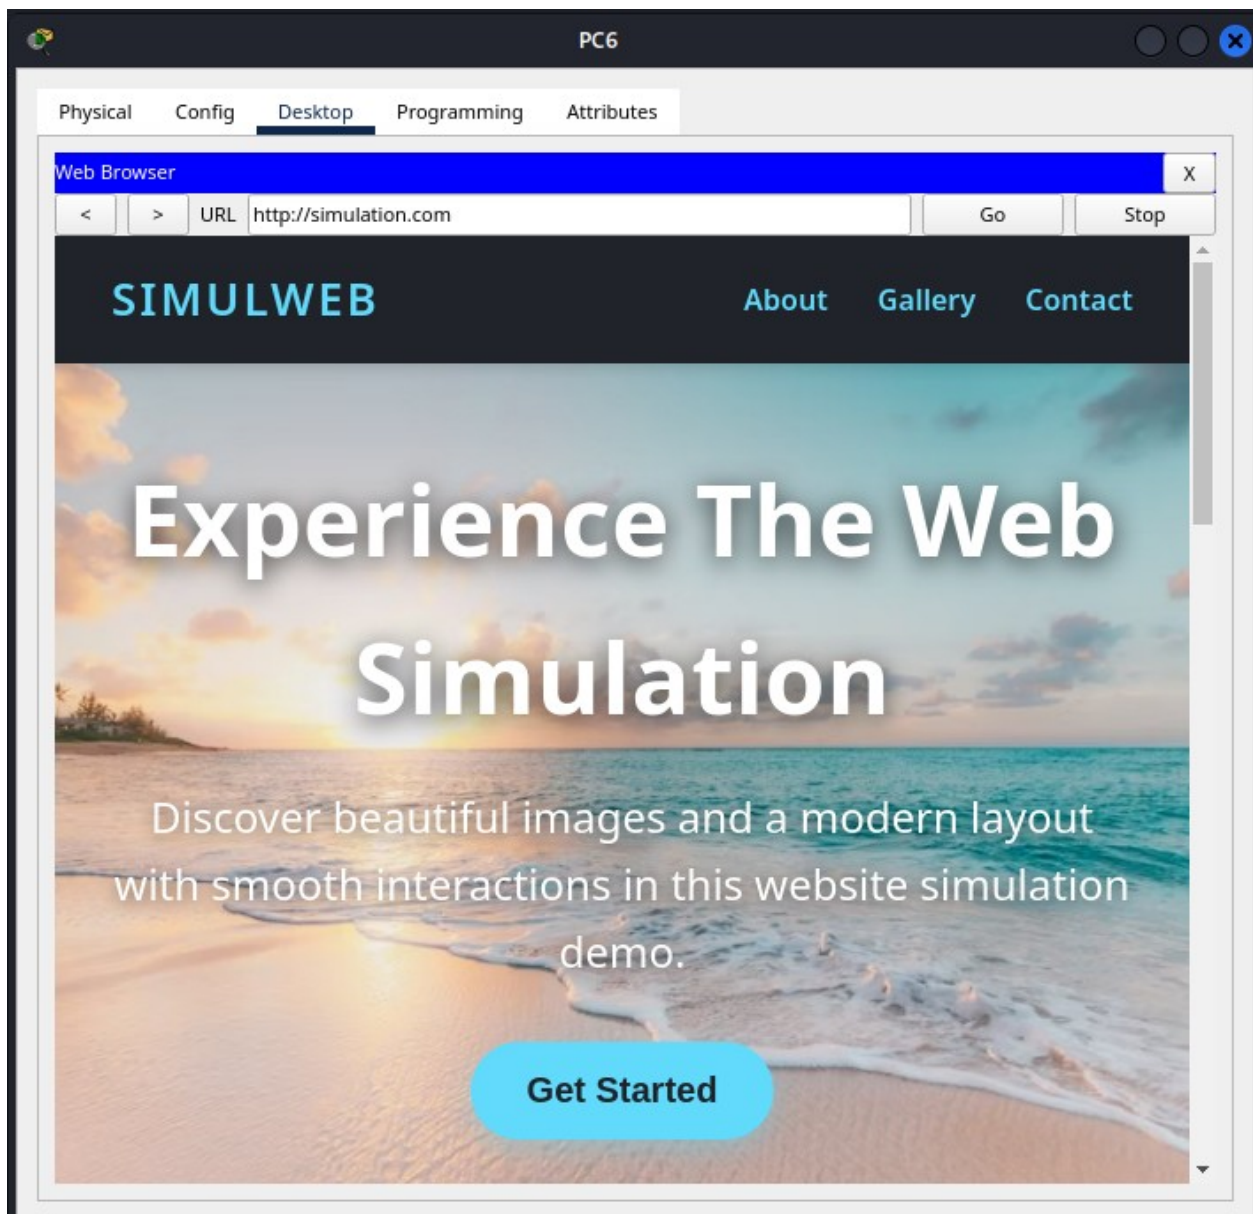 PC6
Physical Config Desktop Programming Attributes
Web Browser X
< > URL http://simulation.com Go Stop
SIMULWEB About Gallery Contact
Experience The Web
Simulation
Discover beautiful images and a modern layout
with smooth interactions in this website simulation
demo.
Get Started